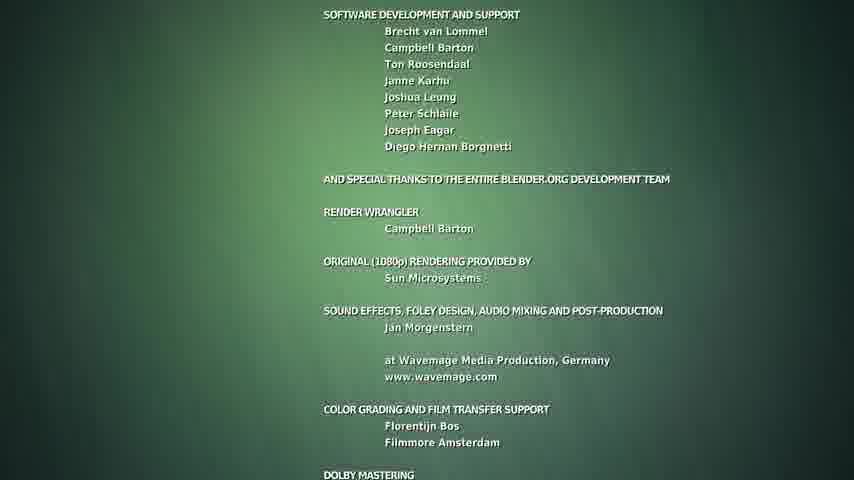 SOFTWARE DEVELOPMENT AND SUPPORT
Brecht van Lommel
Campbell Barton
Ton Roosendaal
Janne Karhu
Joshua Leung
Peter Schlaile
Joseph Eagar
Diego Hernan Borgnetti
AND SPECIAL THANKS TO THE ENTIRE BLENDER.ORG DEVELOPMENT TEAM
RENDER WRANGLER
Campbell Barton
ORIGINAL (1080p) RENDERING PROVIDED BY
Sun Microsystems
SOUND EFFECTS, FOLEY DESIGN, AUDIO MIXING AND POST-PRODUCTION
Jan Morgenstern
at Wavemage Media Production, Germany
www.wavemage.com
COLOR GRADING AND FILM TRANSFER SUPPORT
Florentijn Bos
Filmmore Amsterdam
DOLBY MASTERING